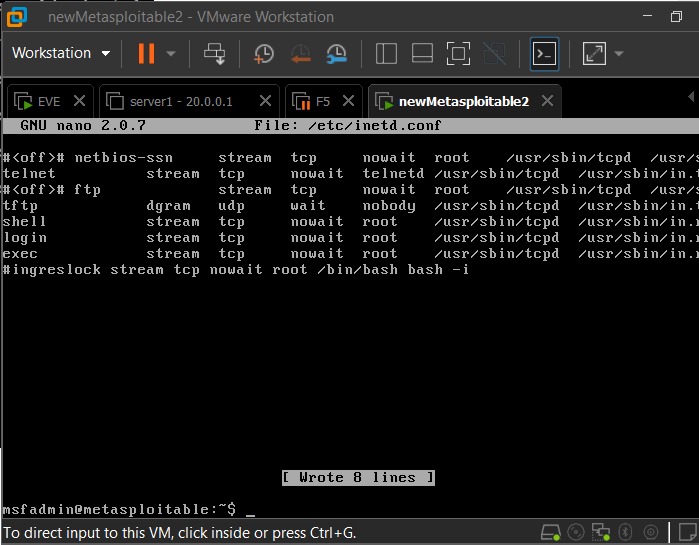 newMetasploitable2 - VMware Workstation
Workstation
EVE server1 - 20.0.0.1 F5 newMetasploitable2
GNU nano 2.0.7 File: /etc/inetd.conf
#<off># netbios-ssn stream tcp nowait root /usr/sbin/tcpd /usr/s
telnet stream tcp nowait telnetd /usr/sbin/tcpd /usr/sbin/in.t
#<off># ftp stream tcp nowait root /usr/sbin/tcpd /usr/s
tftp dgram udp wait nobody /usr/sbin/tcpd /usr/sbin/in.t
shell stream tcp nowait root /usr/sbin/tcpd /usr/sbin/in.r
login stream tcp nowait root /usr/sbin/tcpd /usr/sbin/in.r
exec stream tcp nowait root /usr/sbin/tcpd /usr/sbin/in.r
#ingreslock stream tcp nowait root /bin/bash bash -i
[ Wrote 8 lines ]
msfadmin@metasploitable:~$ _
To direct input to this VM, click inside or press Ctrl+G.